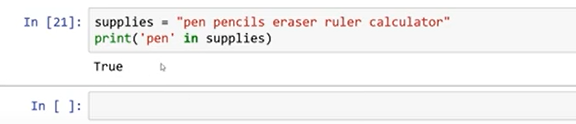 In [21]: supplies = "pen pencils eraser ruler calculator"
print('pen' in supplies)
True
In [ ]: